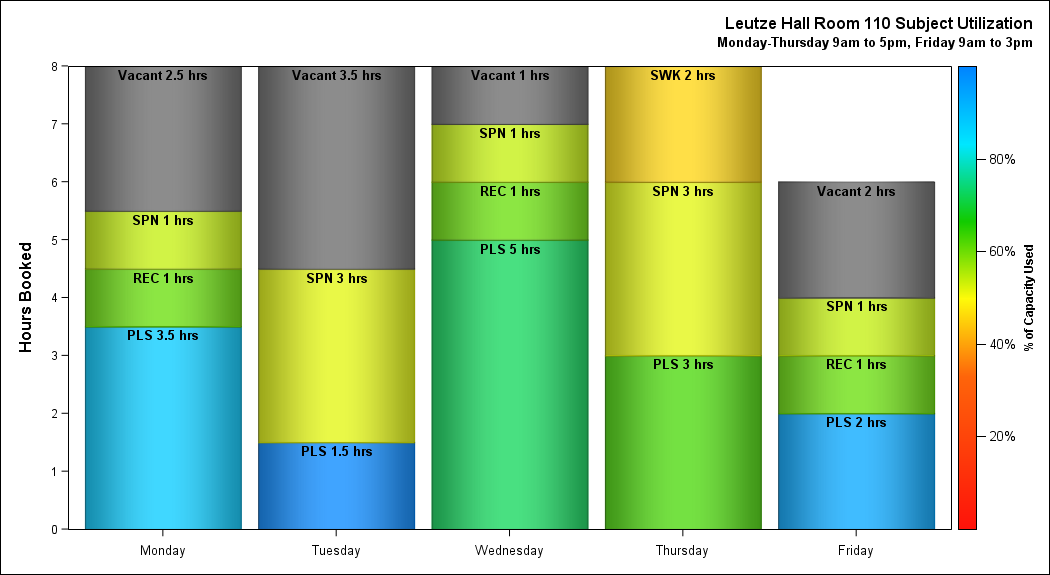 Leutze Hall Room 110 Subject Utilization
Monday-Thursday 9am to 5pm, Friday 9am to 3pm
Hours Booked
8
7
6
5
4
3
2
1
0
Vacant 2.5 hrs
SPN 1 hrs
REC 1 hrs
PLS 3.5 hrs
Vacant 3.5 hrs
SPN 3 hrs
PLS 1.5 hrs
Vacant 1 hrs
SPN 1 hrs
REC 1 hrs
PLS 5 hrs
SWK 2 hrs
SPN 3 hrs
PLS 3 hrs
Vacant 2 hrs
SPN 1 hrs
REC 1 hrs
PLS 2 hrs
Monday Tuesday Wednesday Thursday Friday
80%
60%
40%
20%
% of Capacity Used